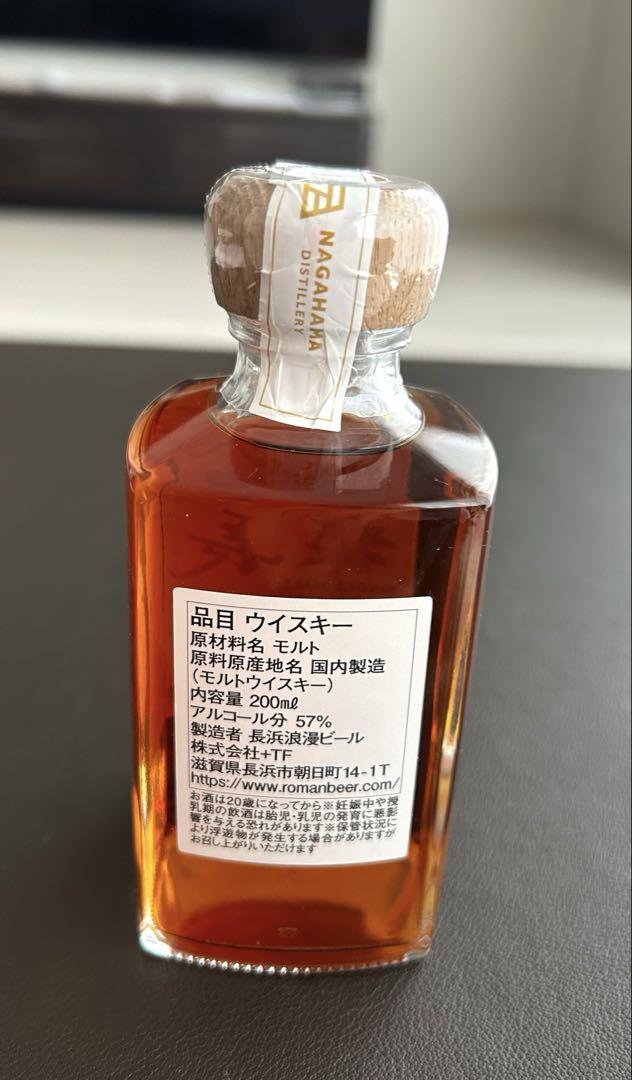 NAGAHAMA
DISTILLERY
品目 ウイスキー
原材料名 モルト
原料原産地名 国内製造
（モルトウイスキー）
内容量 200㎖
アルコール分 57%
製造者 長浜浪漫ビール
株式会社+TF
滋賀県長浜市朝日町14-1T
https://www.romanbeer.com/
お酒は20歳になってから※妊娠中や授
乳期の飲酒は胎児・乳児の発育に悪影
響を与える恐れがあります※保管状況に
より浮遊物が発生する場合がありますが
お召し上がりいただけます